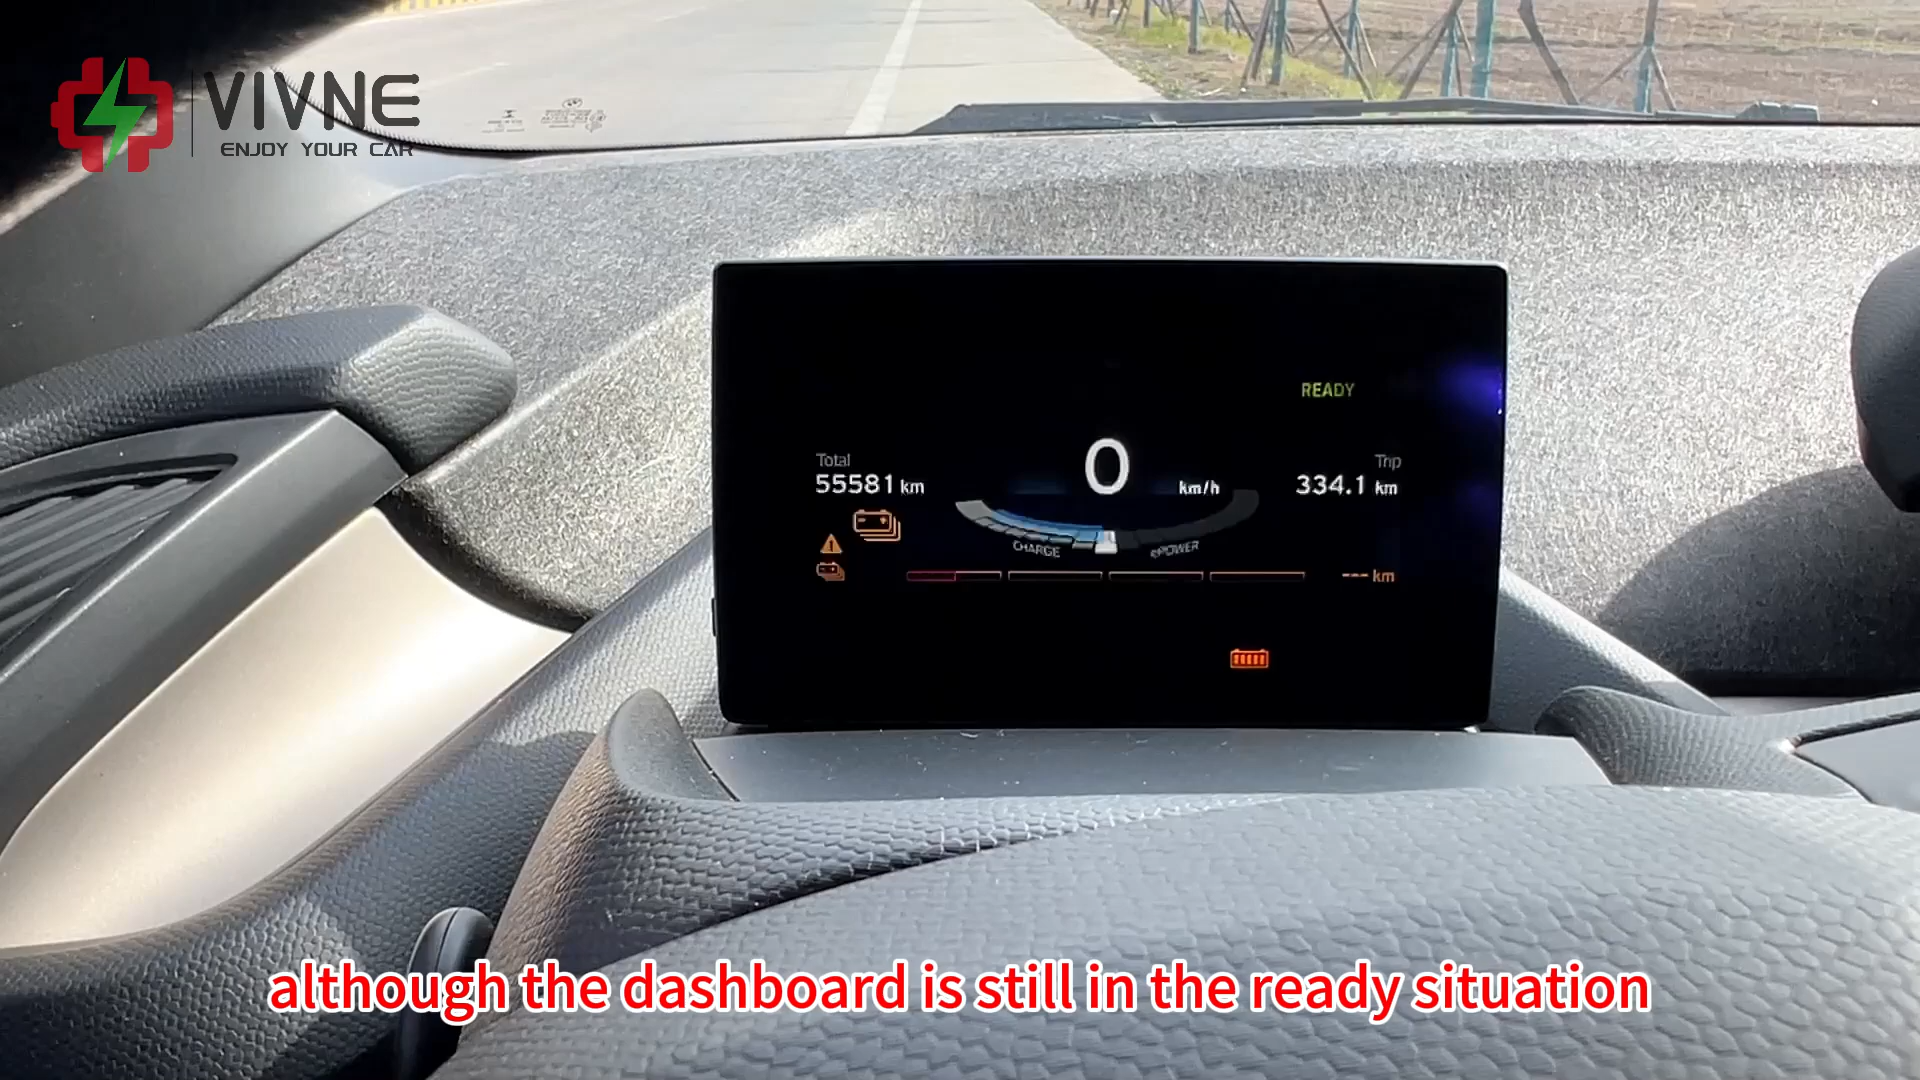 VIVNE
ENJOY YOUR CAR
READY
0 km/h
Total
55581 km
Trip
334.1 km
CHARGE
ePOWER
--- km
although the dashboard is still in the ready situation